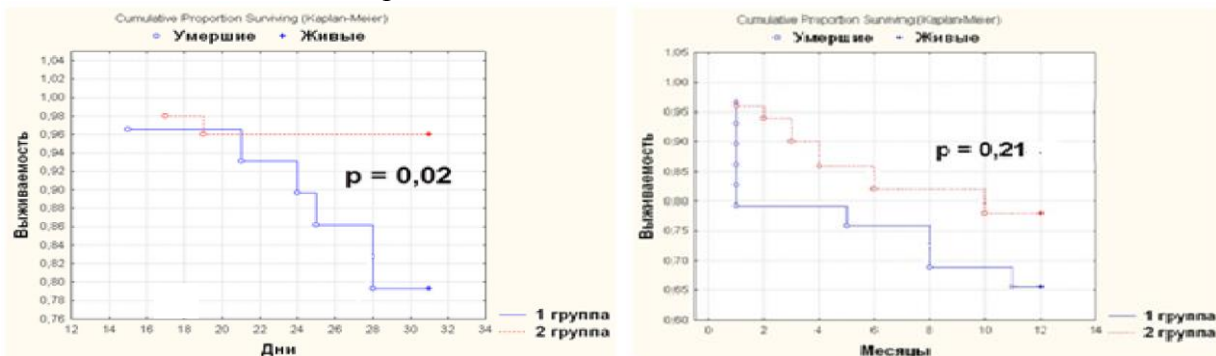 Cumulative Proportion Surviving (Kaplan-Meier)
Умершие Живые
Выживаемость
1,04
1,02
1,00
0,98
0,96
0,94
0,92
0,90
0,88
0,86
0,84
0,82
0,80
0,78
0,76
p = 0,02
12 14 16 18 20 22 24 26 28 30 32 34
Дни
1 группа
2 группа
Cumulative Proportion Surviving (Kaplan-Meier)
Умершие Живые
Выживаемость
1,05
1,00
0,95
0,90
0,85
0,80
0,75
0,70
0,65
0,60
p = 0,21
0 2 4 6 8 10 12 14
Месяцы
1 группа
2 группа